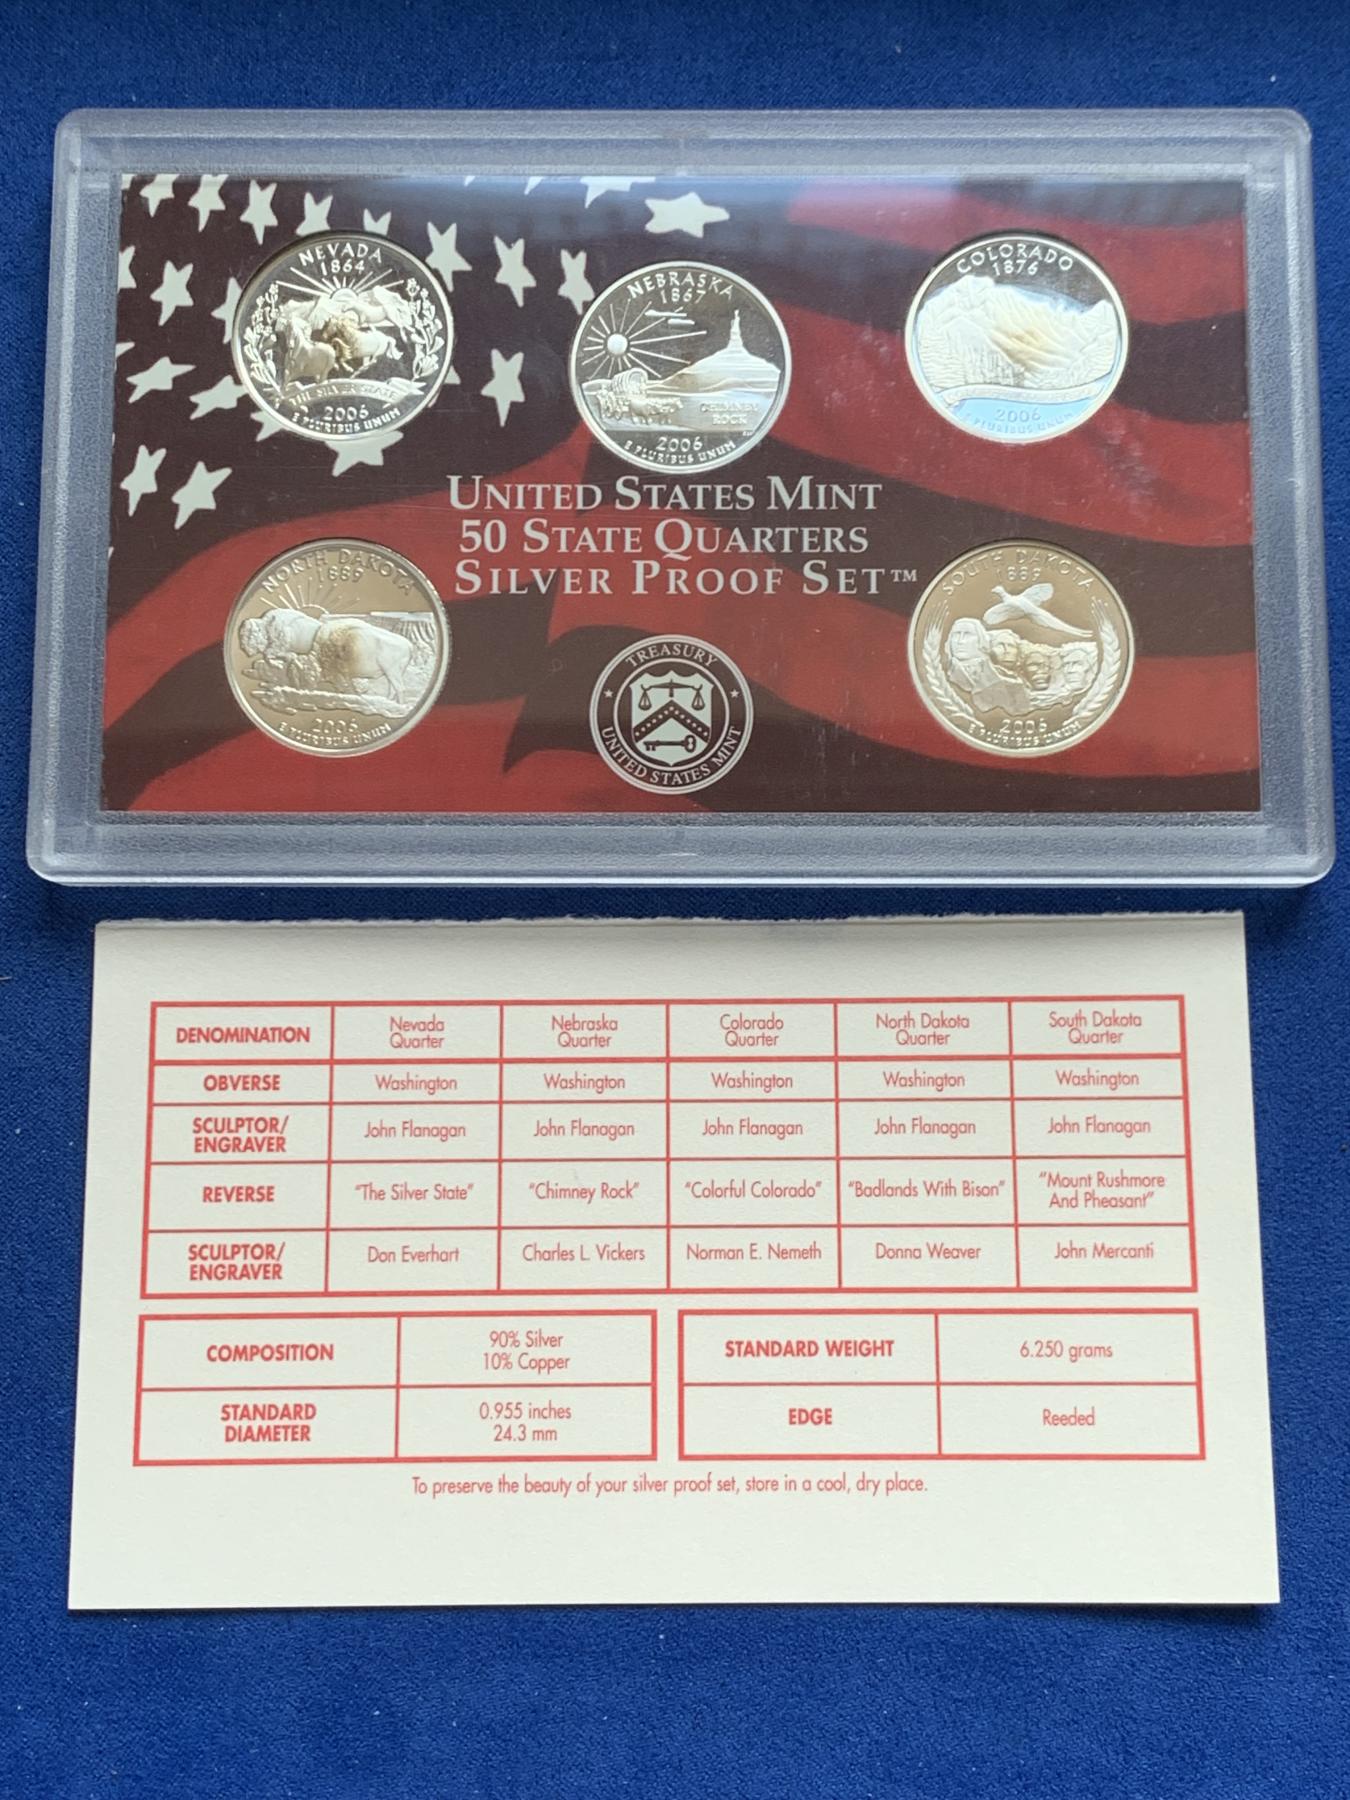 NEVADA
1864
THE SILVER STATE
2006
E PLURIBUS UNUM
NEBRASKA
1867
CHIMNEY
ROCK
2006
E PLURIBUS UNUM
COLORADO
1876
2006
E PLURIBUS UNUM
UNITED STATES MINT
50 STATE QUARTERS
SILVER PROOF SET™
NORTH DAKOTA
1889
2006
E PLURIBUS UNUM
TREASURY
UNITED STATES MINT
SOUTH DAKOTA
1889
2006
E PLURIBUS UNUM
DENOMINATION Nevada Quarter Nebraska Quarter Colorado Quarter North Dakota Quarter South Dakota Quarter
OBVERSE Washington Washington Washington Washington Washington
SCULPTOR/ ENGRAVER John Flanagan John Flanagan John Flanagan John Flanagan John Flanagan
REVERSE "The Silver State" "Chimney Rock" "Colorful Colorado" "Badlands With Bison" "Mount Rushmore And Pheasant"
SCULPTOR/ ENGRAVER Don Everhart Charles L. Vickers Norman E. Nemeth Donna Weaver John Mercanti
COMPOSITION 90% Silver 10% Copper
STANDARD DIAMETER 0.955 inches 24.3 mm
STANDARD WEIGHT 6.250 grams
EDGE Reeded
To preserve the beauty of your silver proof set, store in a cool, dry place.